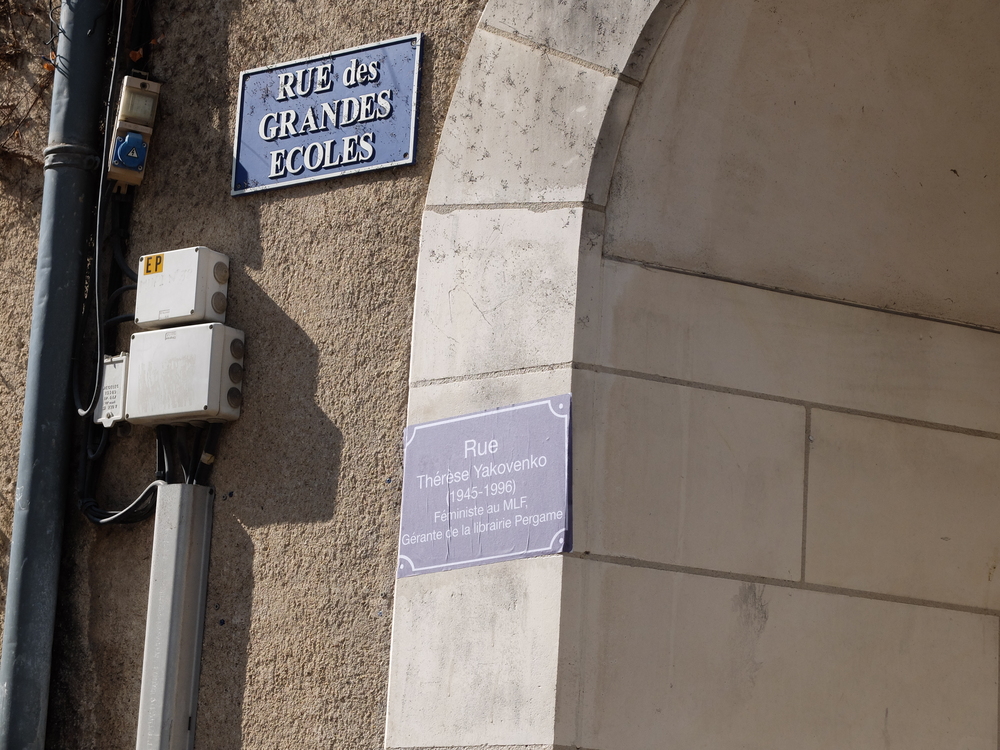 RUE des
GRANDES
ECOLES
EP
Rue
Thérèse Yakovenko
(1945-1996)
Féministe au MLF,
Gérante de la librairie Pergame